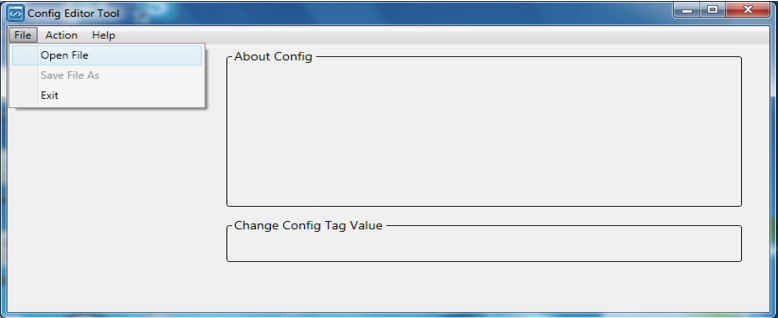 Config Editor Tool
File Action Help
Open File
Save File As
Exit
About Config
Change Config Tag Value